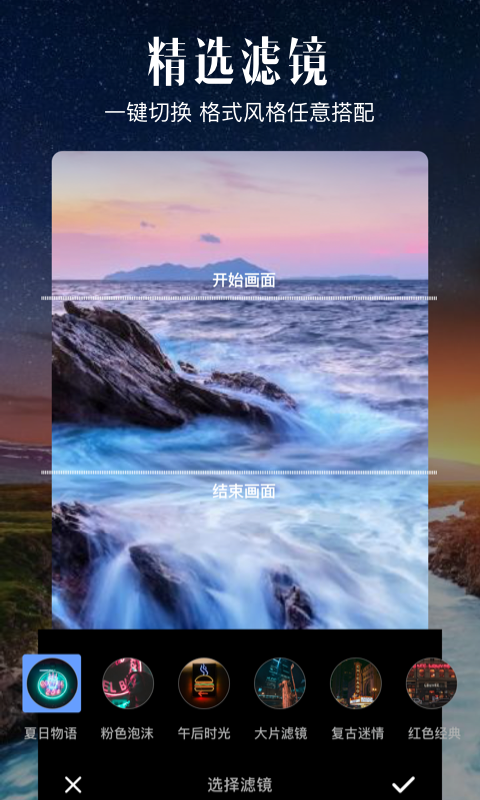 精选滤镜
一键切换 格式风格任意搭配
开始画面
结束画面
夏日物语 粉色泡沫 午后时光 大片滤镜 复古迷情 红色经典
选择滤镜